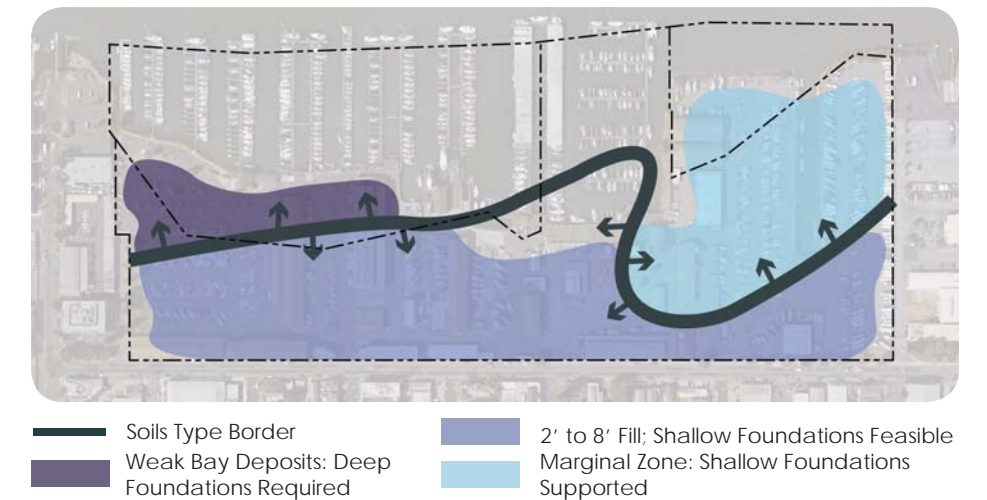 Soils Type Border
Weak Bay Deposits: Deep
Foundations Required
2' to 8' Fill; Shallow Foundations Feasible
Marginal Zone: Shallow Foundations
Supported